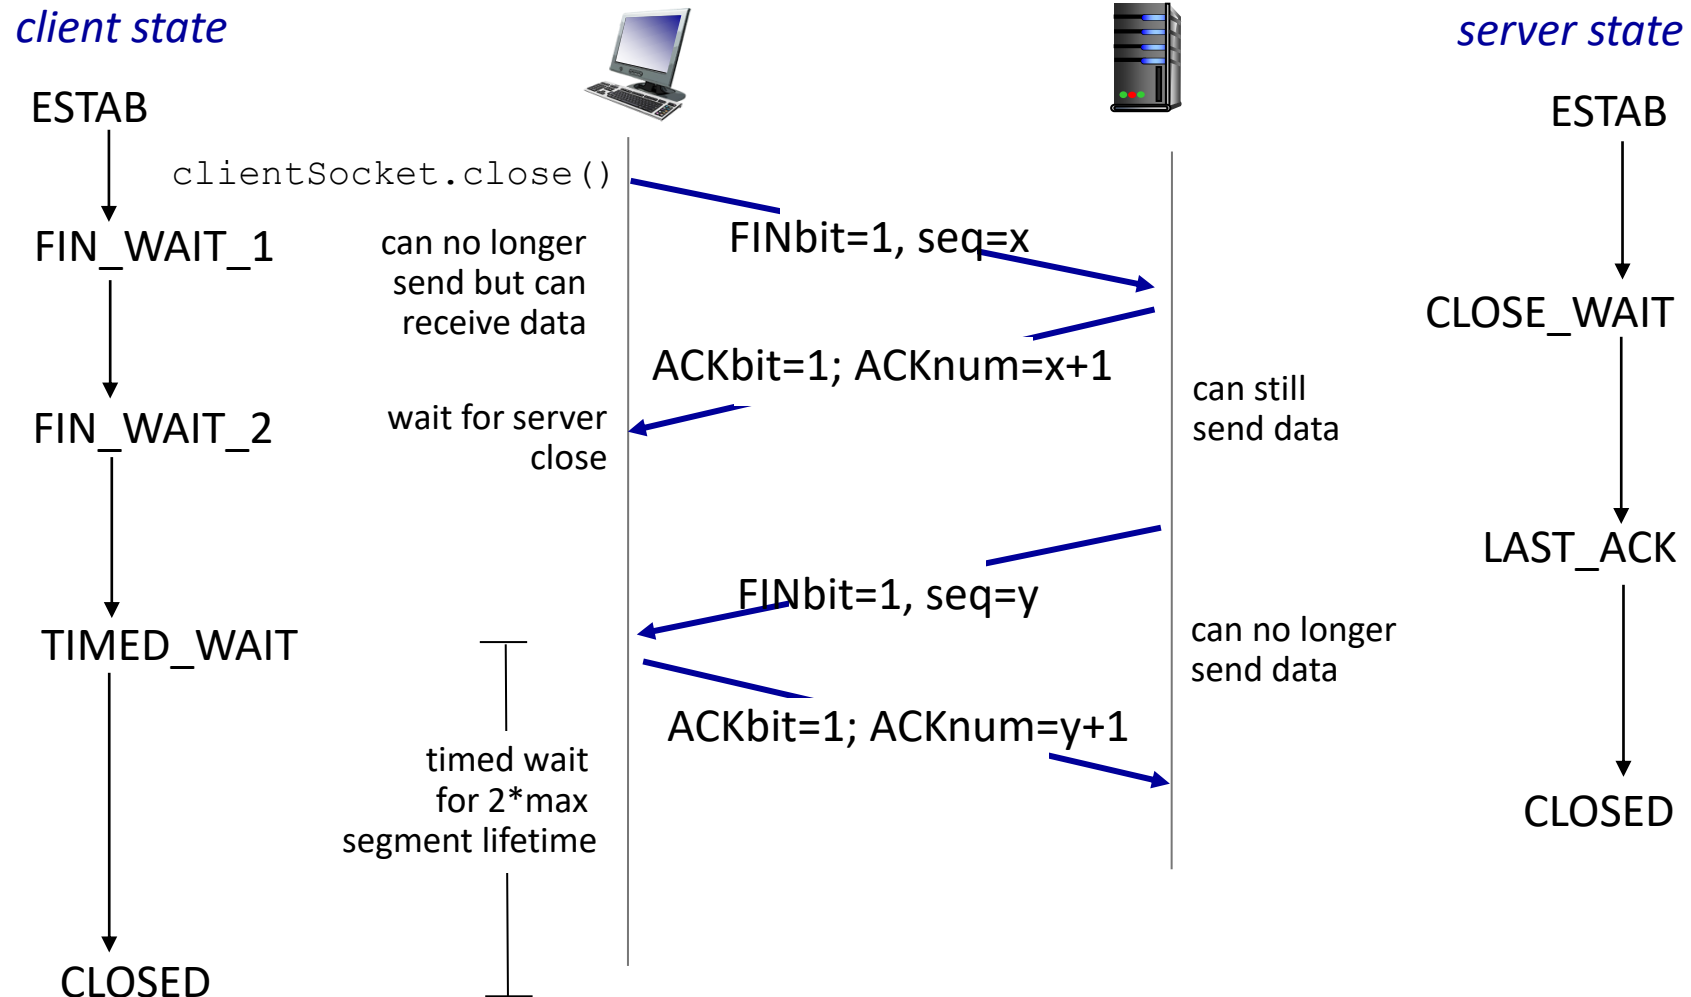 client state
server state
ESTAB
ESTAB
clientSocket.close()
FIN_WAIT_1
can no longer
send but can
receive data
FINbit=1, seq=x
CLOSE_WAIT
ACKbit=1; ACKnum=x+1
can still
send data
FIN_WAIT_2
wait for server
close
LAST_ACK
FINbit=1, seq=y
can no longer
send data
TIMED_WAIT
ACKbit=1; ACKnum=y+1
timed wait
for 2*max
segment lifetime
CLOSED
CLOSED